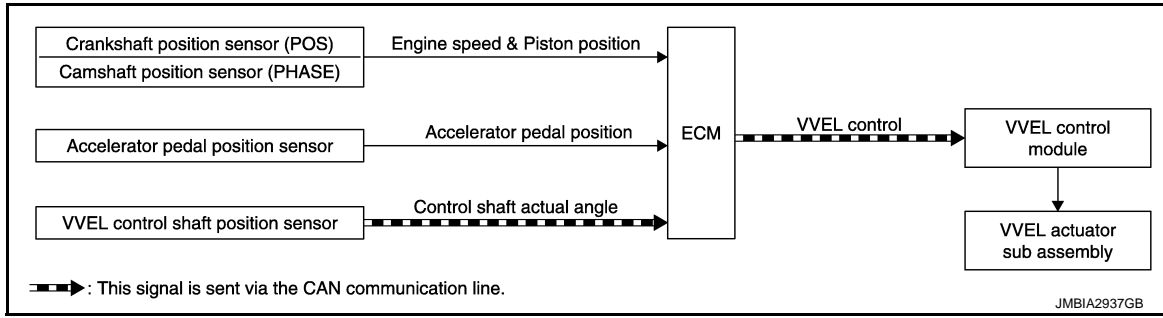 Crankshaft position sensor (POS)
Camshaft position sensor (PHASE)
Engine speed & Piston position
Accelerator pedal position sensor
Accelerator pedal position
VVEL control shaft position sensor
Control shaft actual angle
ECM
VVEL control
VVEL control
module
VVEL actuator
sub assembly
: This signal is sent via the CAN communication line.
JMBIA2937GB